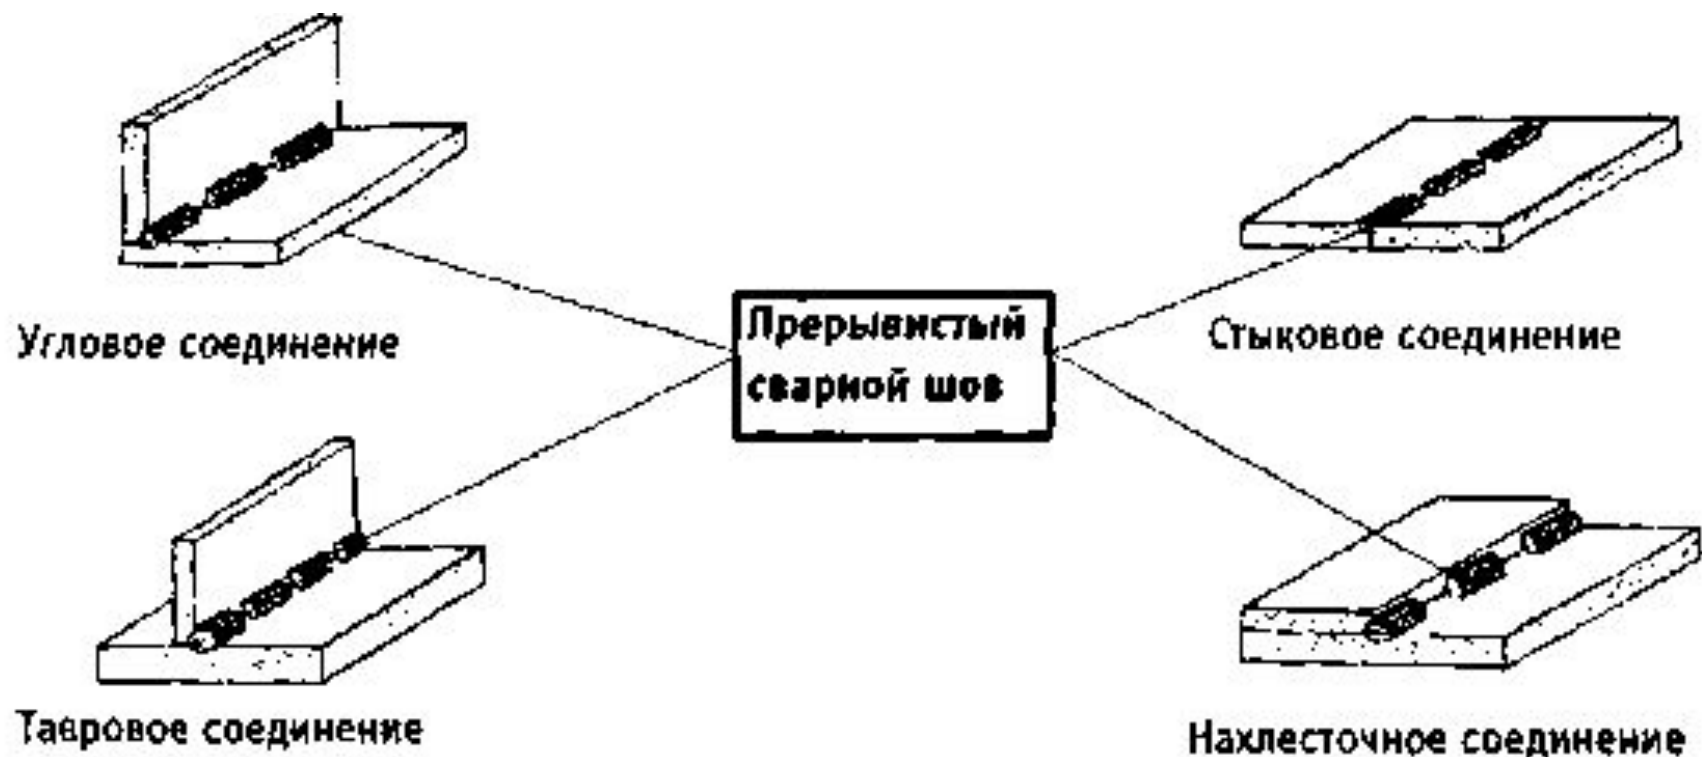 Угловое соединение
Прерывистый
сварной шов
Стыковое соединение
Тавровое соединение
Нахлесточное соединение